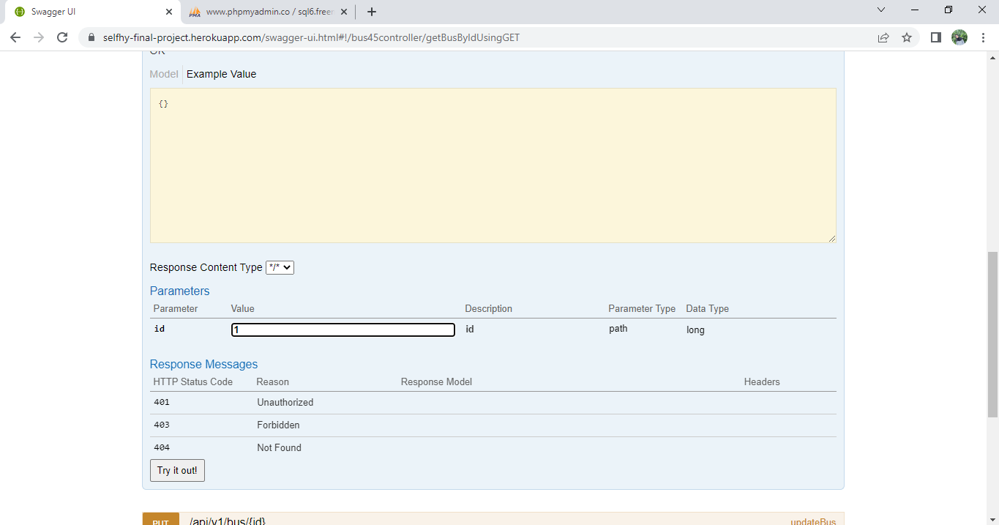 Swagger UI
www.phpmyadmin.co / sql6.freer
selfhy-final-project.herokuapp.com/swagger-ui.html#!/bus45controller/getBusByIdUsingGET
OK
Model Example Value
{}
Response Content Type */*
Parameters
Parameter Value Description Parameter Type Data Type
id 1 id path long
Response Messages
HTTP Status Code Reason Response Model Headers
401 Unauthorized
403 Forbidden
404 Not Found
Try it out!
PUT /api/v1/bus/{id} updateBus